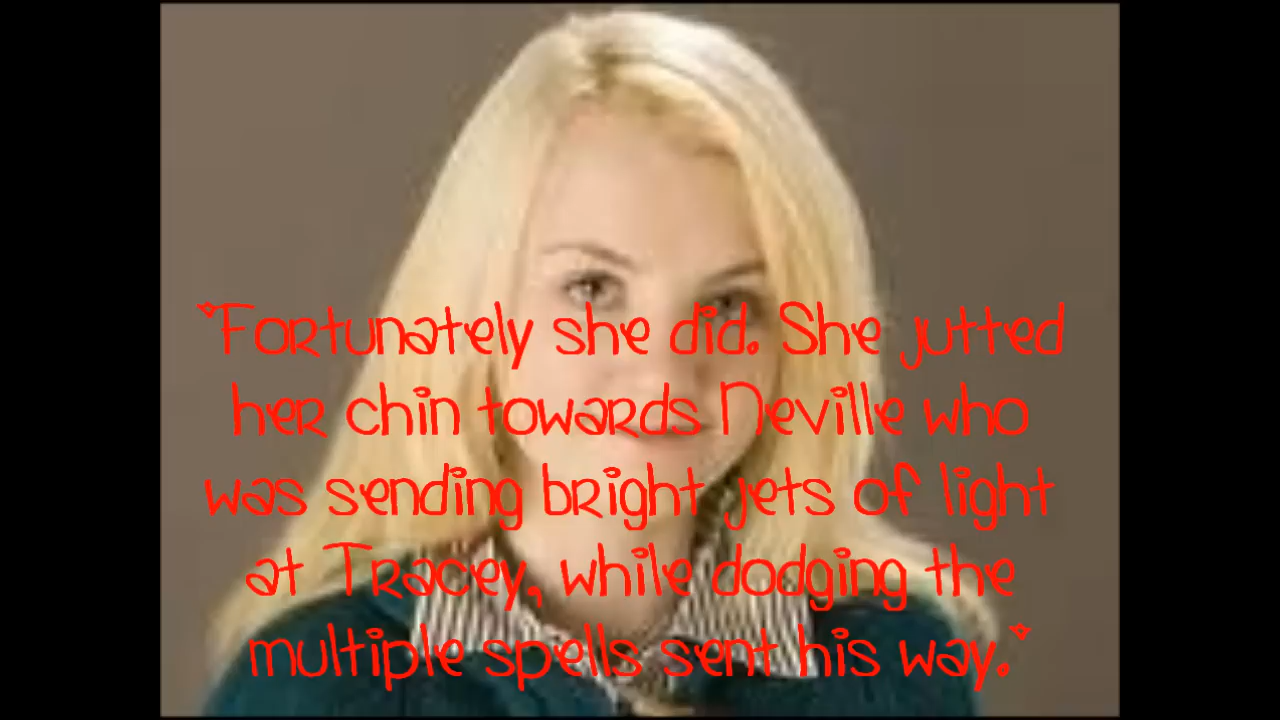 "Fortunately she did. She jutted
her chin towards Neville who
was sending bright jets of light
at Tracey, while dodging the
multiple spells sent his way."